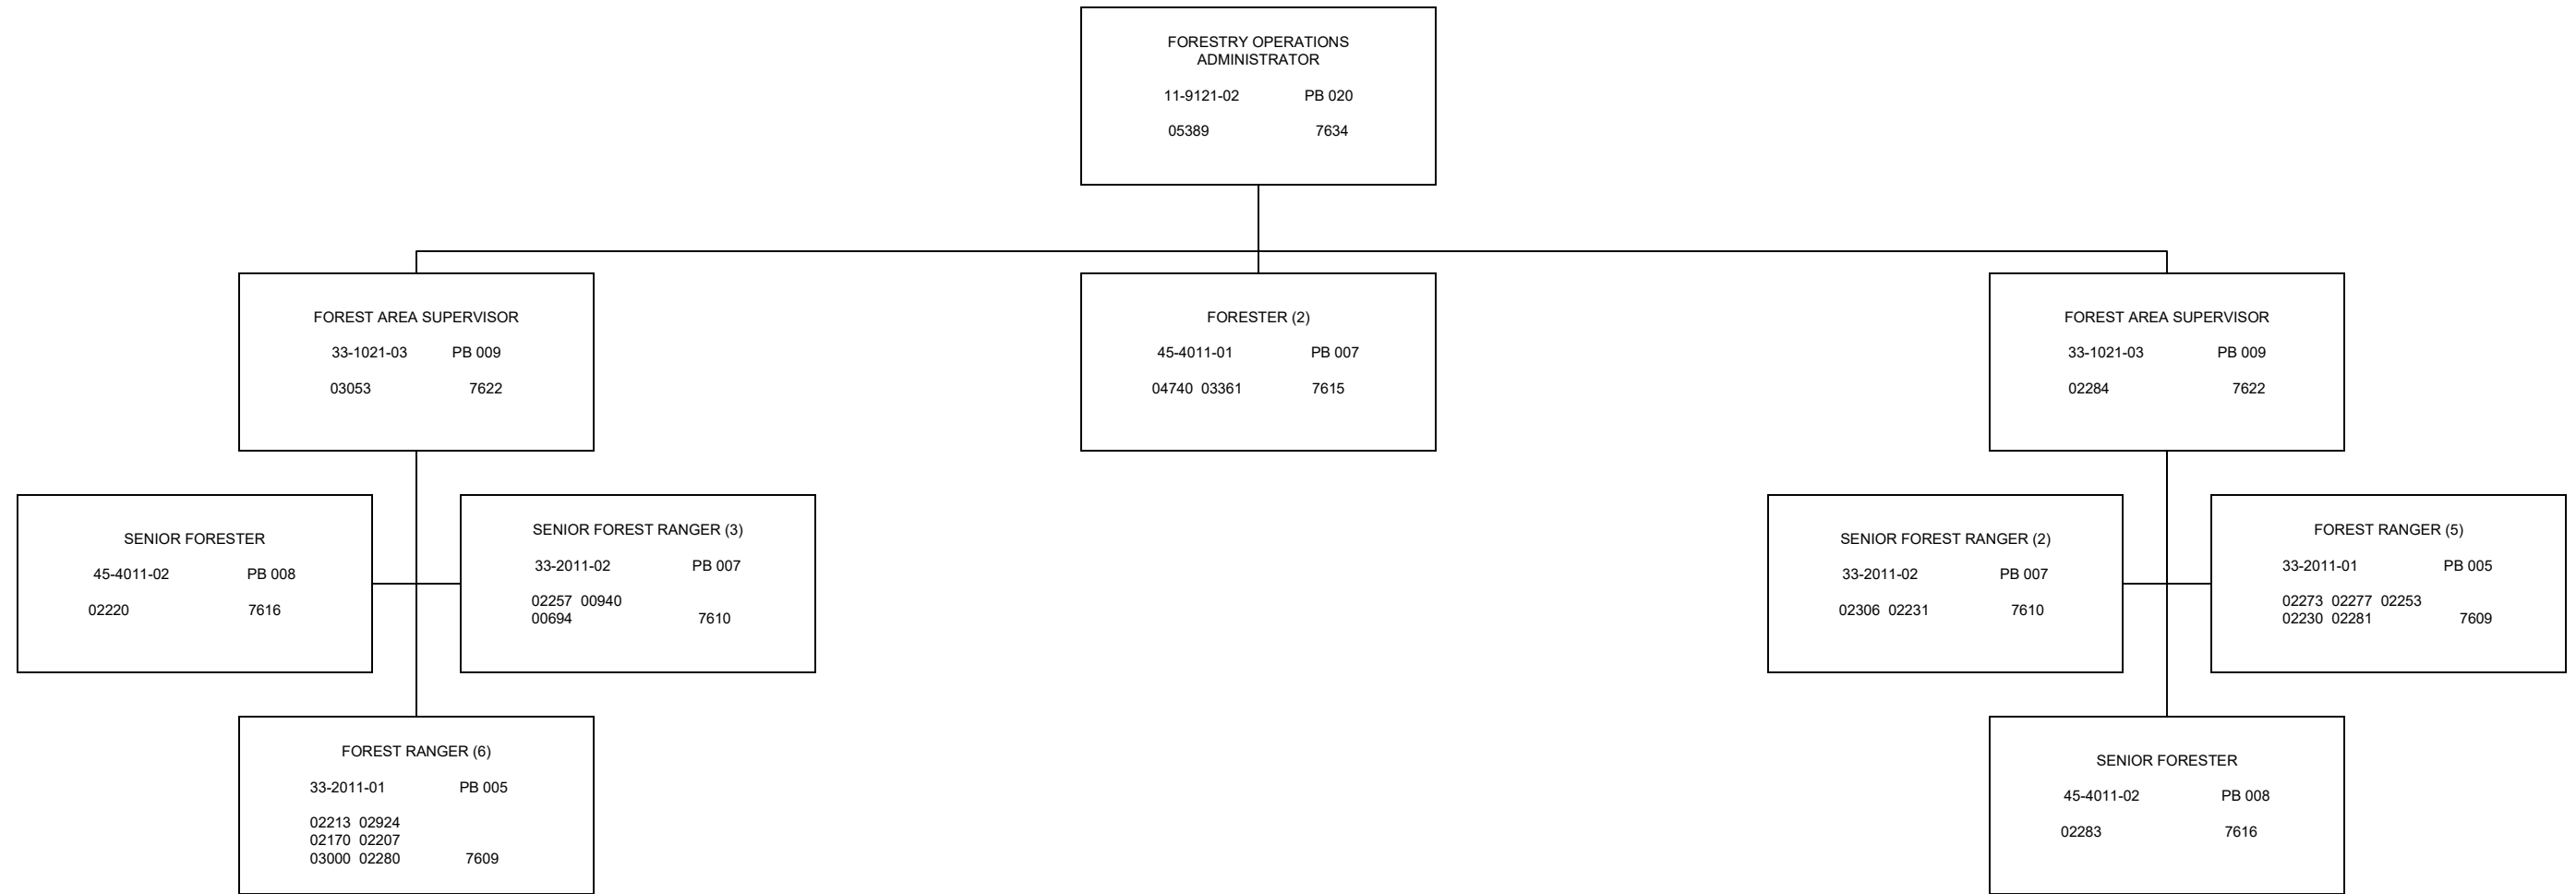 FORESTRY OPERATIONS
ADMINISTRATOR
11-9121-02 PB 020
05389 7634
FOREST AREA SUPERVISOR
33-1021-03 PB 009
03053 7622
FORESTER (2)
45-4011-01 PB 007
04740 03361 7615
FOREST AREA SUPERVISOR
33-1021-03 PB 009
02284 7622
SENIOR FORESTER
45-4011-02 PB 008
02220 7616
SENIOR FOREST RANGER (3)
33-2011-02 PB 007
02257 00940
00694 7610
SENIOR FOREST RANGER (2)
33-2011-02 PB 007
02306 02231 7610
FOREST RANGER (5)
33-2011-01 PB 005
02273 02277 02253
02230 02281 7609
FOREST RANGER (6)
33-2011-01 PB 005
02213 02924
02170 02207
03000 02280 7609
SENIOR FORESTER
45-4011-02 PB 008
02283 7616